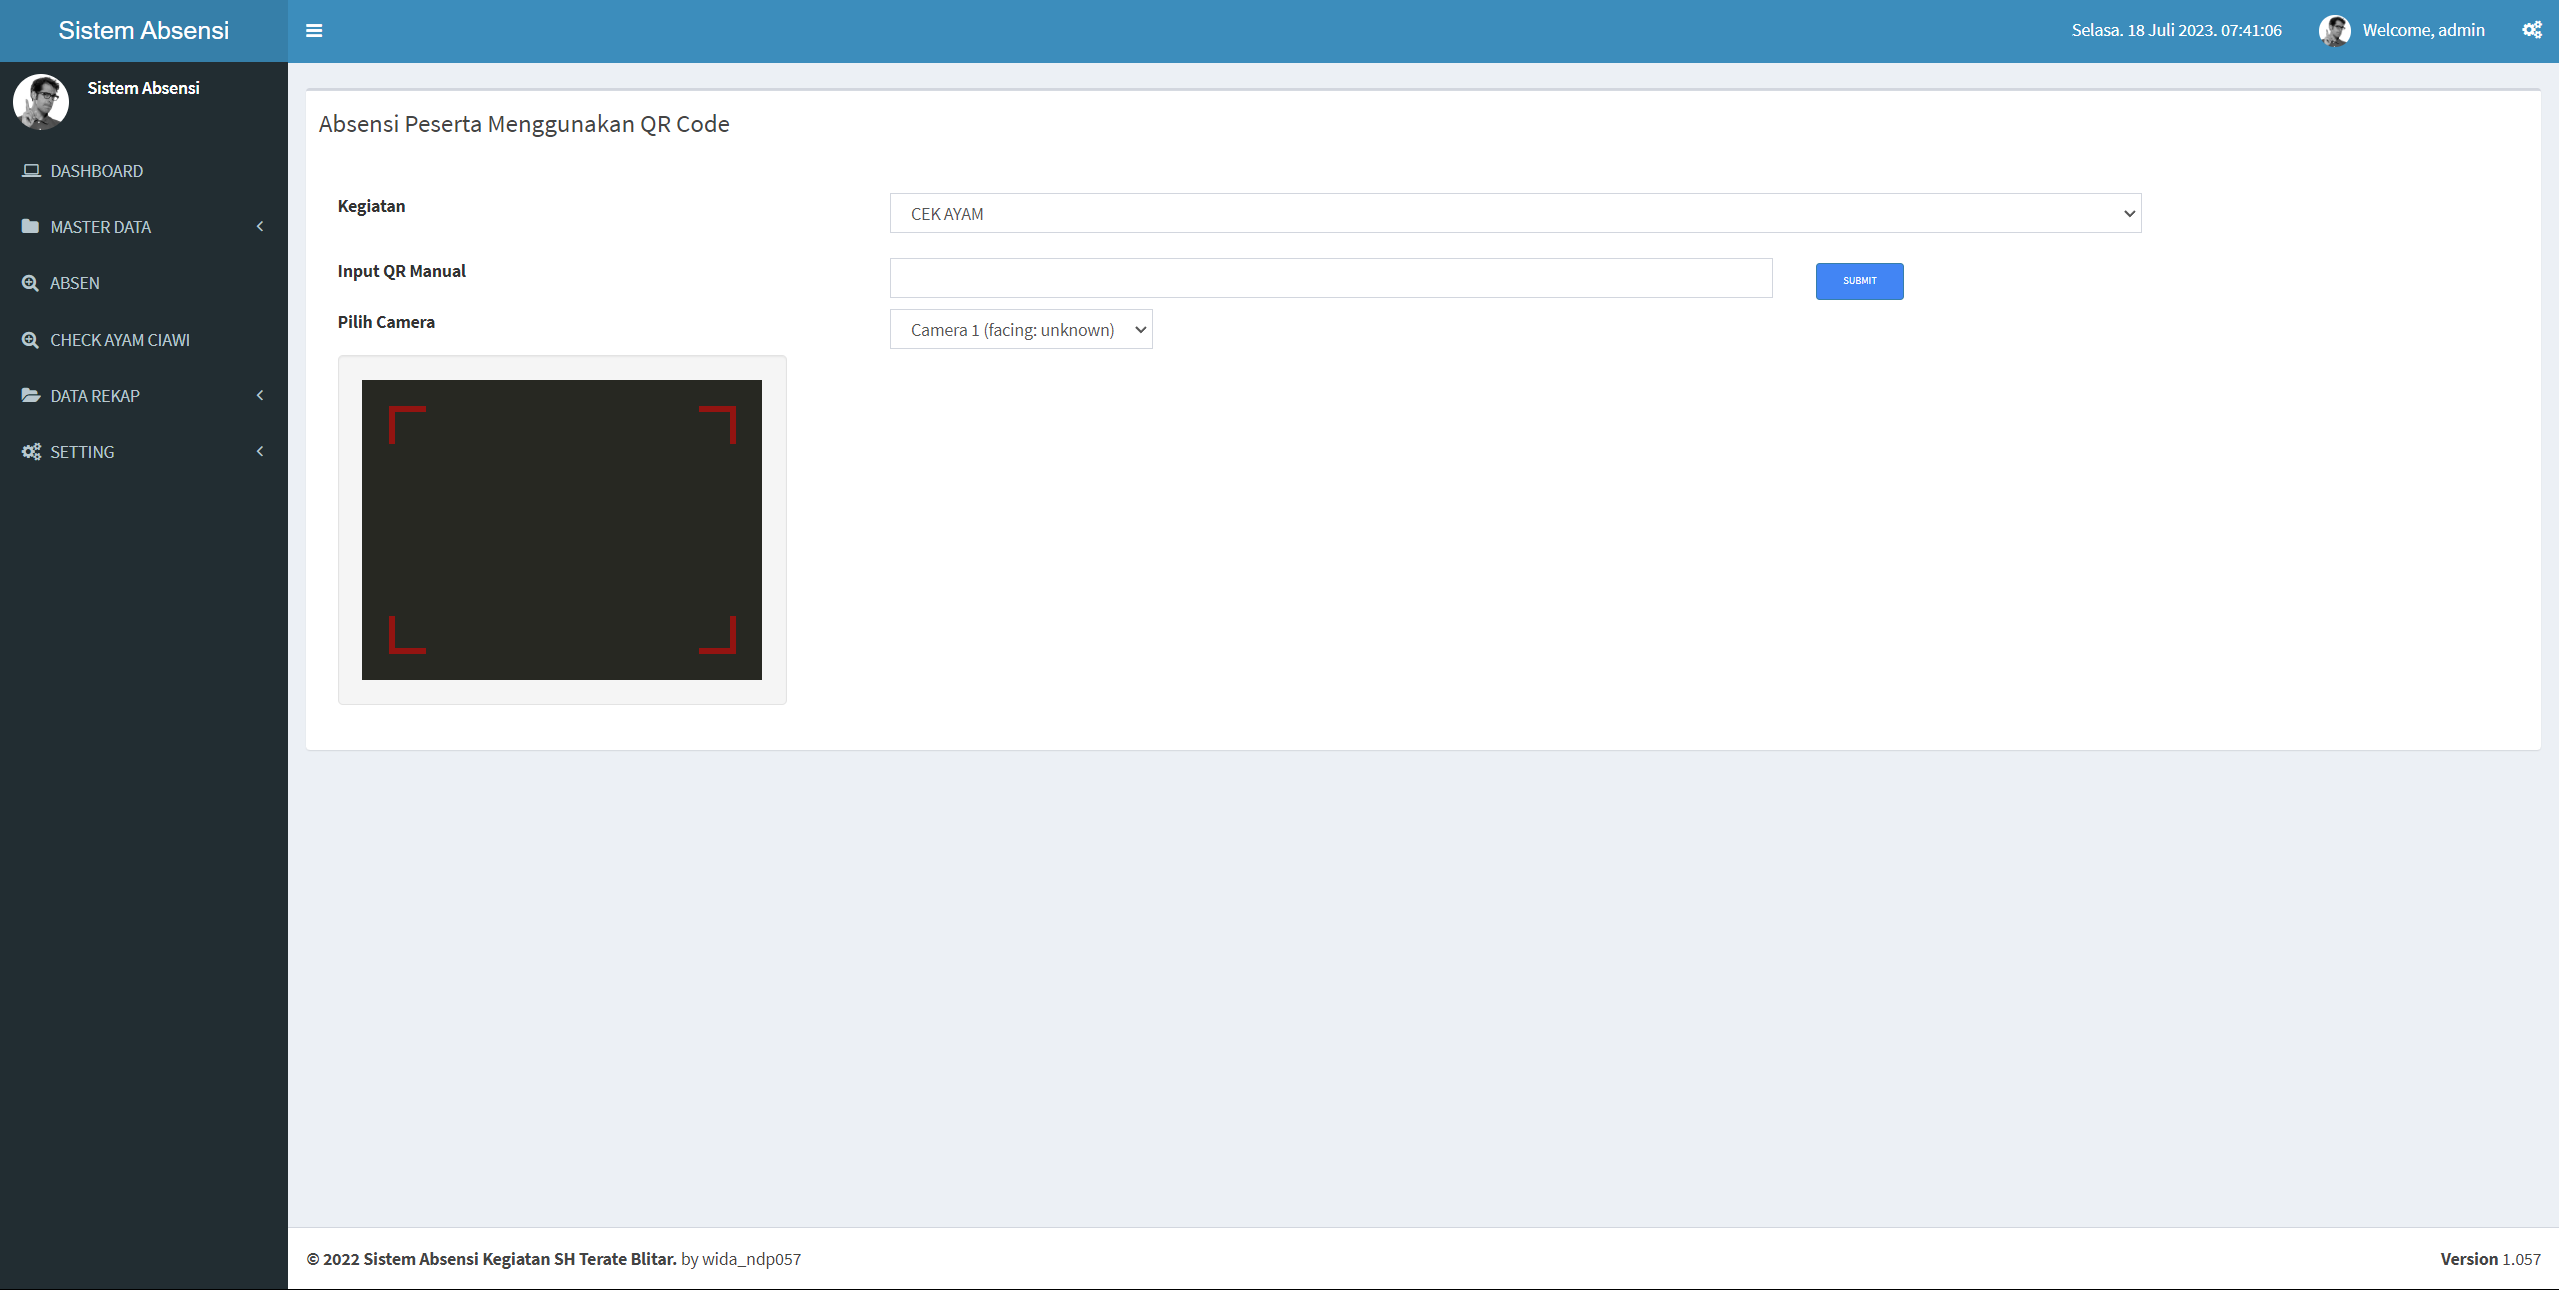 Sistem Absensi
Selasa. 18 Juli 2023. 07:41:06
Welcome, admin
Sistem Absensi
DASHBOARD
MASTER DATA
ABSEN
CHECK AYAM CIAWI
DATA REKAP
SETTING
Absensi Peserta Menggunakan QR Code
Kegiatan
CEK AYAM
Input QR Manual
SUBMIT
Pilih Camera
Camera 1 (facing: unknown)
© 2022 Sistem Absensi Kegiatan SH Terate Blitar. by wida_ndp057
Version 1.057